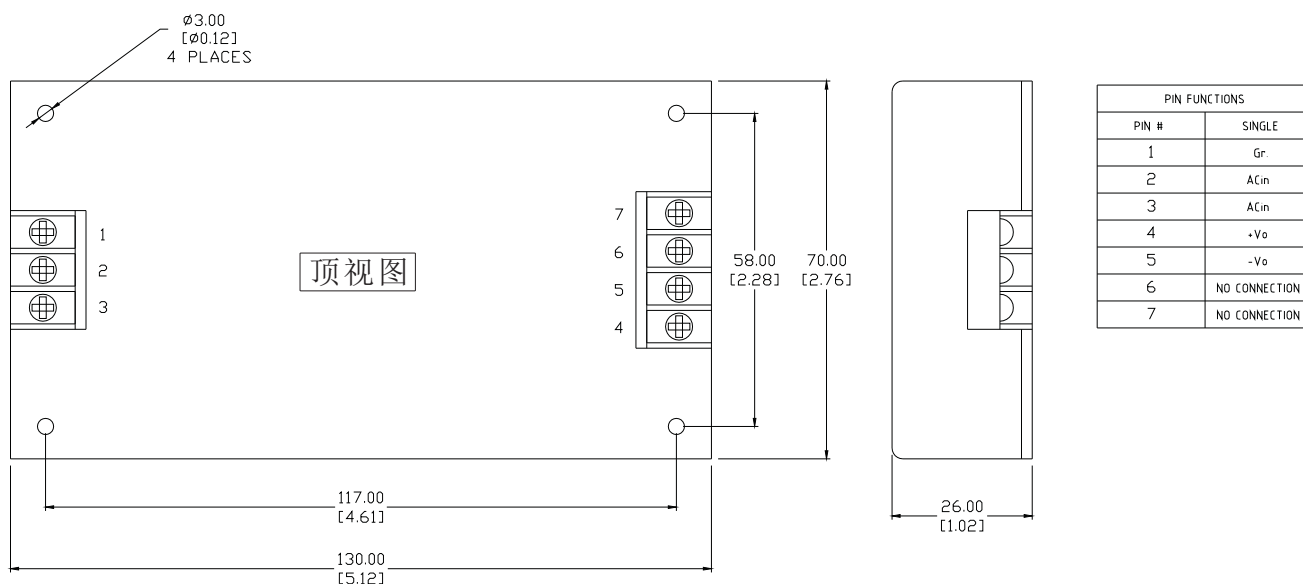 ø3.00
[ø0.12]
4 PLACES
1
2
3
顶视图
7
6
5
4
58.00
[2.28]
70.00
[2.76]
117.00
[4.61]
130.00
[5.12]
26.00
[1.02]
PIN FUNCTIONS
PIN # SINGLE
1 Gr.
2 ACin
3 ACin
4 +Vo
5 -Vo
6 NO CONNECTION
7 NO CONNECTION